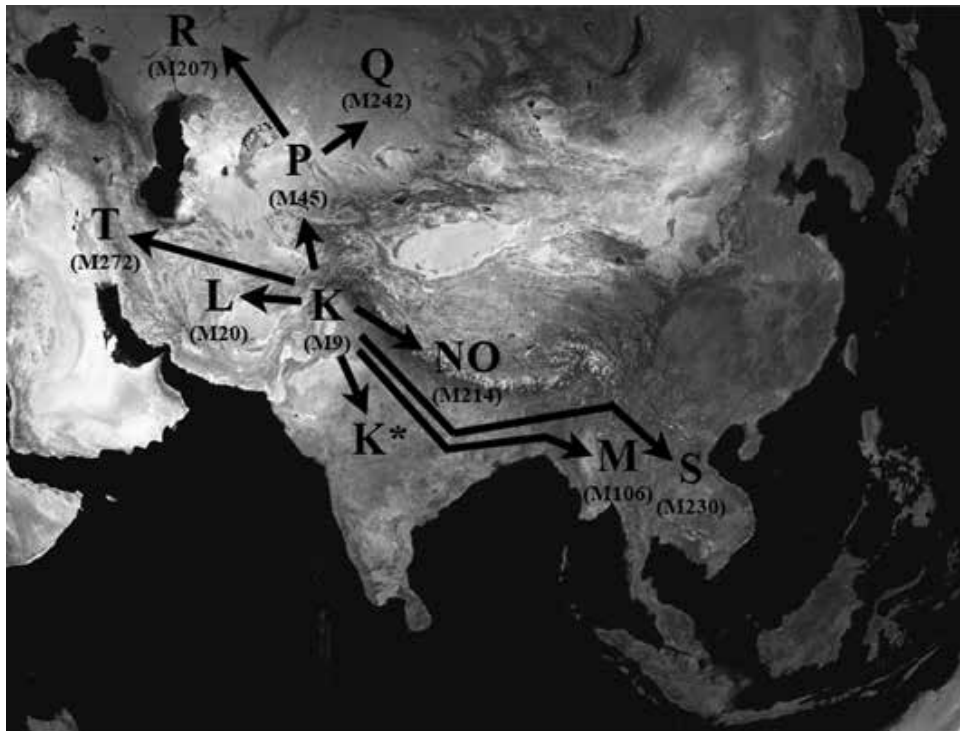 R
(M207)
Q
(M242)
P
(M45)
T
(M272)
L
(M20)
K
(M9)
NO
(M214)
K*
M
(M106)
S
(M230)